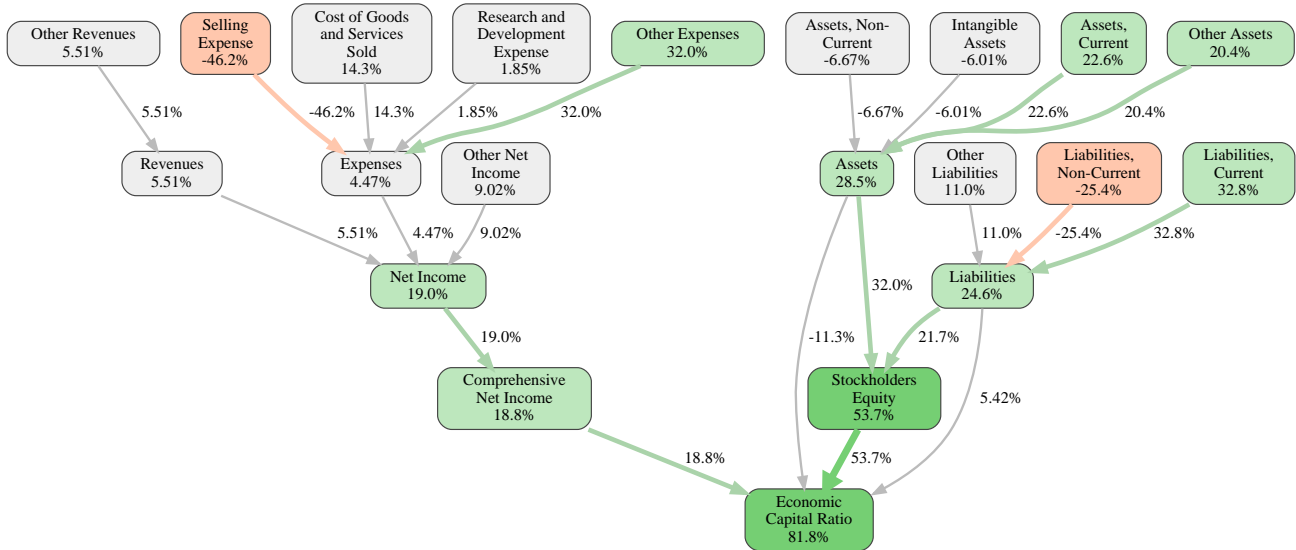 Other Revenues
5.51%
Selling
Expense
-46.2%
Cost of Goods
and Services
Sold
14.3%
Research and
Development
Expense
1.85%
Other Expenses
32.0%
Assets, Non-
Current
-6.67%
Intangible
Assets
-6.01%
Assets,
Current
22.6%
Other Assets
20.4%
5.51%
-46.2%
14.3%
1.85%
32.0%
-6.67%
-6.01%
22.6%
20.4%
Revenues
5.51%
Expenses
4.47%
Other Net
Income
9.02%
Assets
28.5%
Other
Liabilities
11.0%
Liabilities,
Non-Current
-25.4%
Liabilities,
Current
32.8%
5.51%
4.47%
9.02%
11.0%
-25.4%
32.8%
Net Income
19.0%
32.0%
Liabilities
24.6%
19.0%
-11.3%
21.7%
Comprehensive
Net Income
18.8%
Stockholders
Equity
53.7%
5.42%
18.8%
53.7%
Economic
Capital Ratio
81.8%